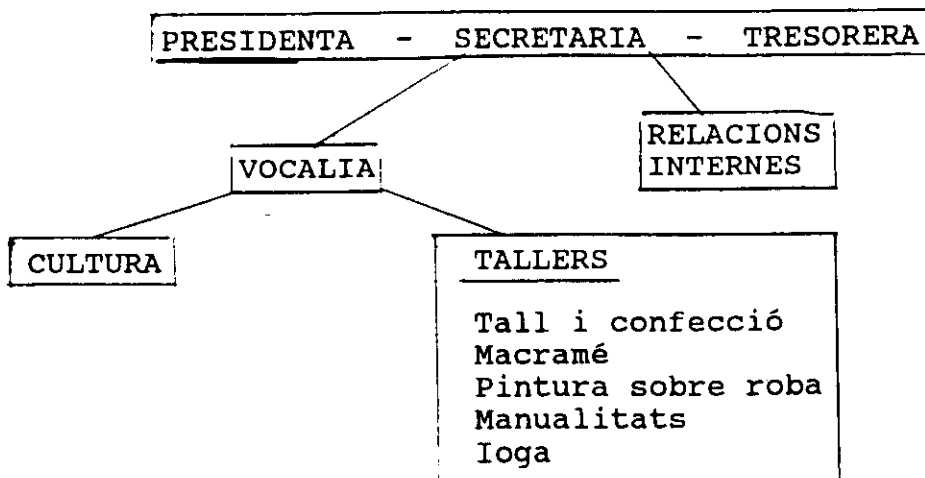 PRESIDENTA - SECRETARIA - TRESORERA
RELACIONS
INTERNES
VOCALIA
CULTURA
TALLERS
Tall i confecció
Macramé
Pintura sobre roba
Manualitats
Ioga